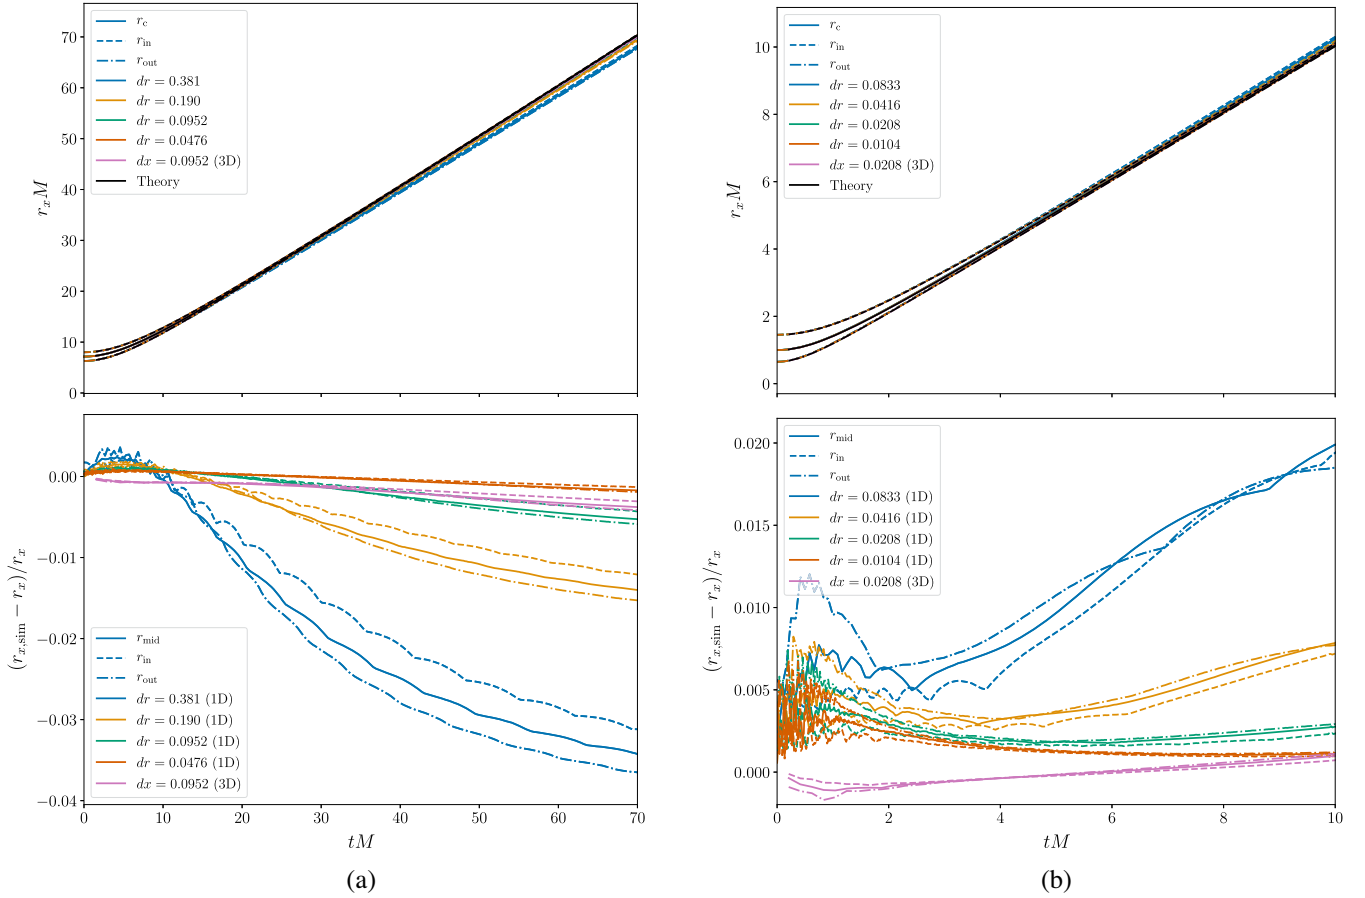 r_c
r_in
r_out
dr = 0.381
dr = 0.190
dr = 0.0952
dr = 0.0476
dx = 0.0952 (3D)
Theory
70
60
50
40
30
20
10
0
r_x M
r_c
r_in
r_out
dr = 0.0833
dr = 0.0416
dr = 0.0208
dr = 0.0104
dx = 0.0208 (3D)
Theory
10
8
6
4
2
0
r_x M
0.00
−0.01
−0.02
−0.03
−0.04
(r_{x,sim} − r_x)/r_x
r_mid
r_in
r_out
dr = 0.381 (1D)
dr = 0.190 (1D)
dr = 0.0952 (1D)
dr = 0.0476 (1D)
dx = 0.0952 (3D)
0 10 20 30 40 50 60 70
tM
(a)
0.020
0.015
0.010
0.005
0.000
(r_{x,sim} − r_x)/r_x
r_mid
r_in
r_out
dr = 0.0833 (1D)
dr = 0.0416 (1D)
dr = 0.0208 (1D)
dr = 0.0104 (1D)
dx = 0.0208 (3D)
0 2 4 6 8 10
tM
(b)